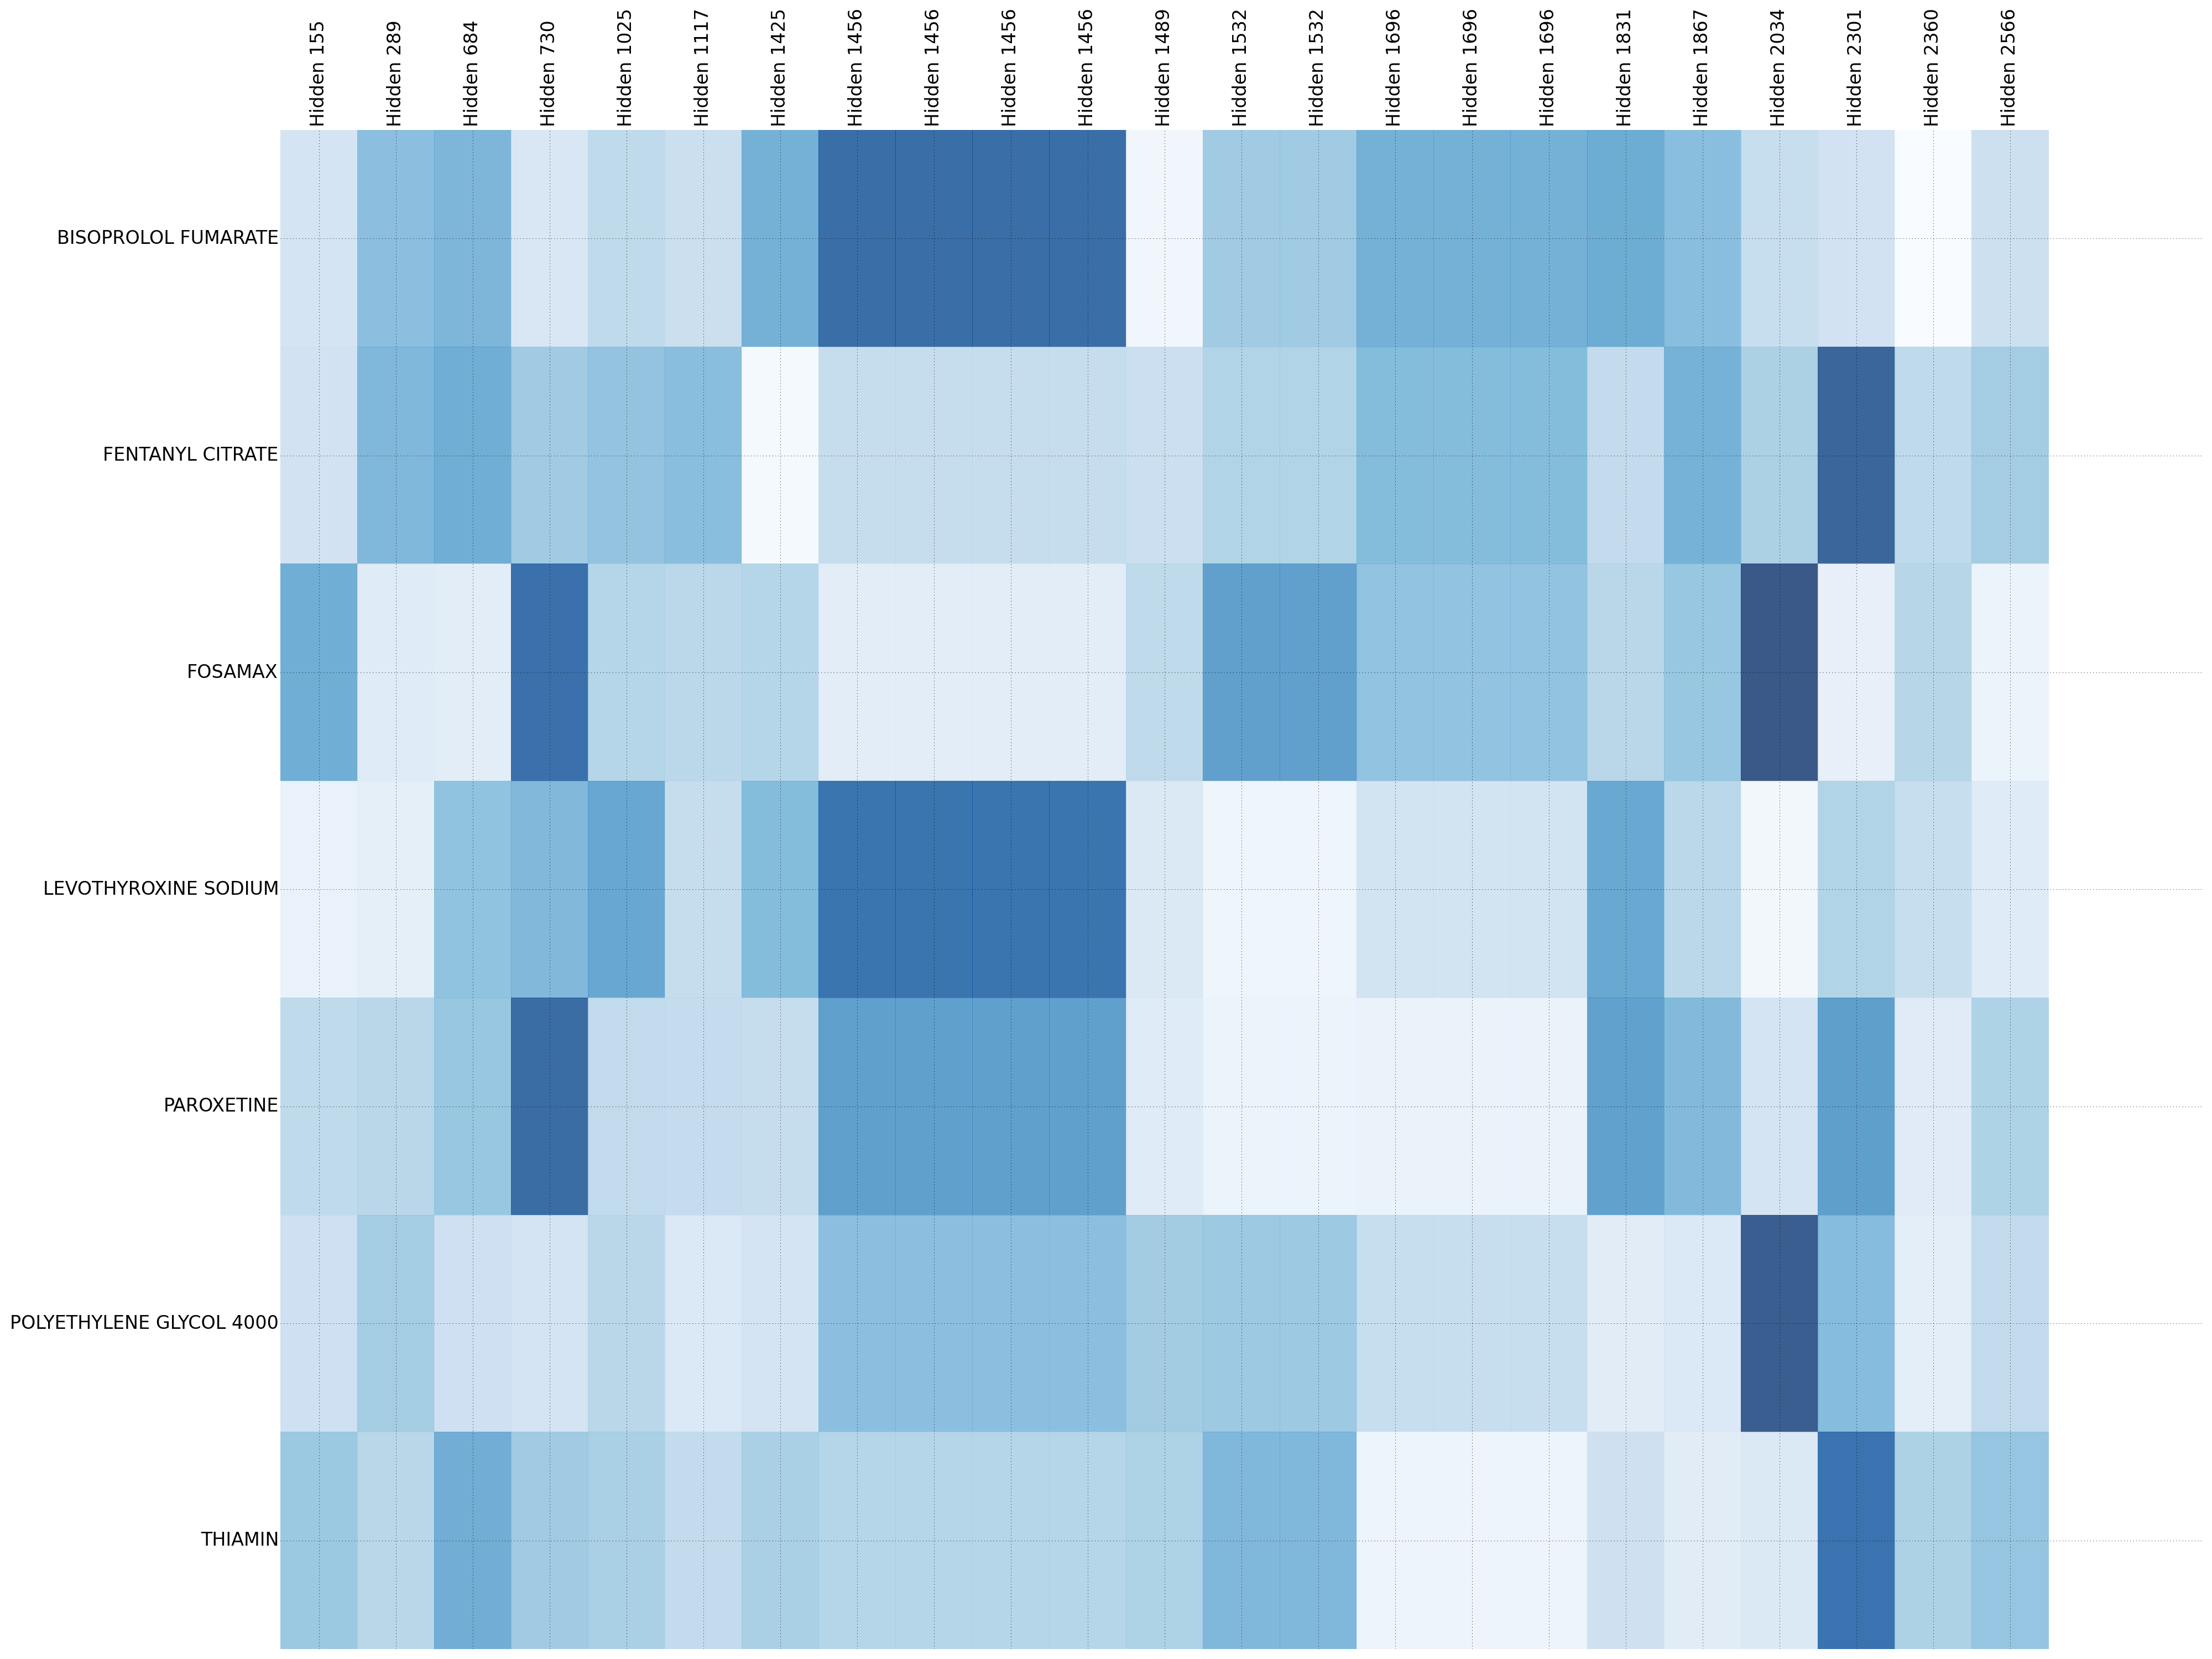 Hidden 155
Hidden 289
Hidden 684
Hidden 730
Hidden 1025
Hidden 1117
Hidden 1425
Hidden 1456
Hidden 1456
Hidden 1456
Hidden 1456
Hidden 1489
Hidden 1532
Hidden 1532
Hidden 1696
Hidden 1696
Hidden 1696
Hidden 1831
Hidden 1867
Hidden 2034
Hidden 2301
Hidden 2360
Hidden 2566
BISOPROLOL FUMARATE
FENTANYL CITRATE
FOSAMAX
LEVOTHYROXINE SODIUM
PAROXETINE
POLYETHYLENE GLYCOL 4000
THIAMIN